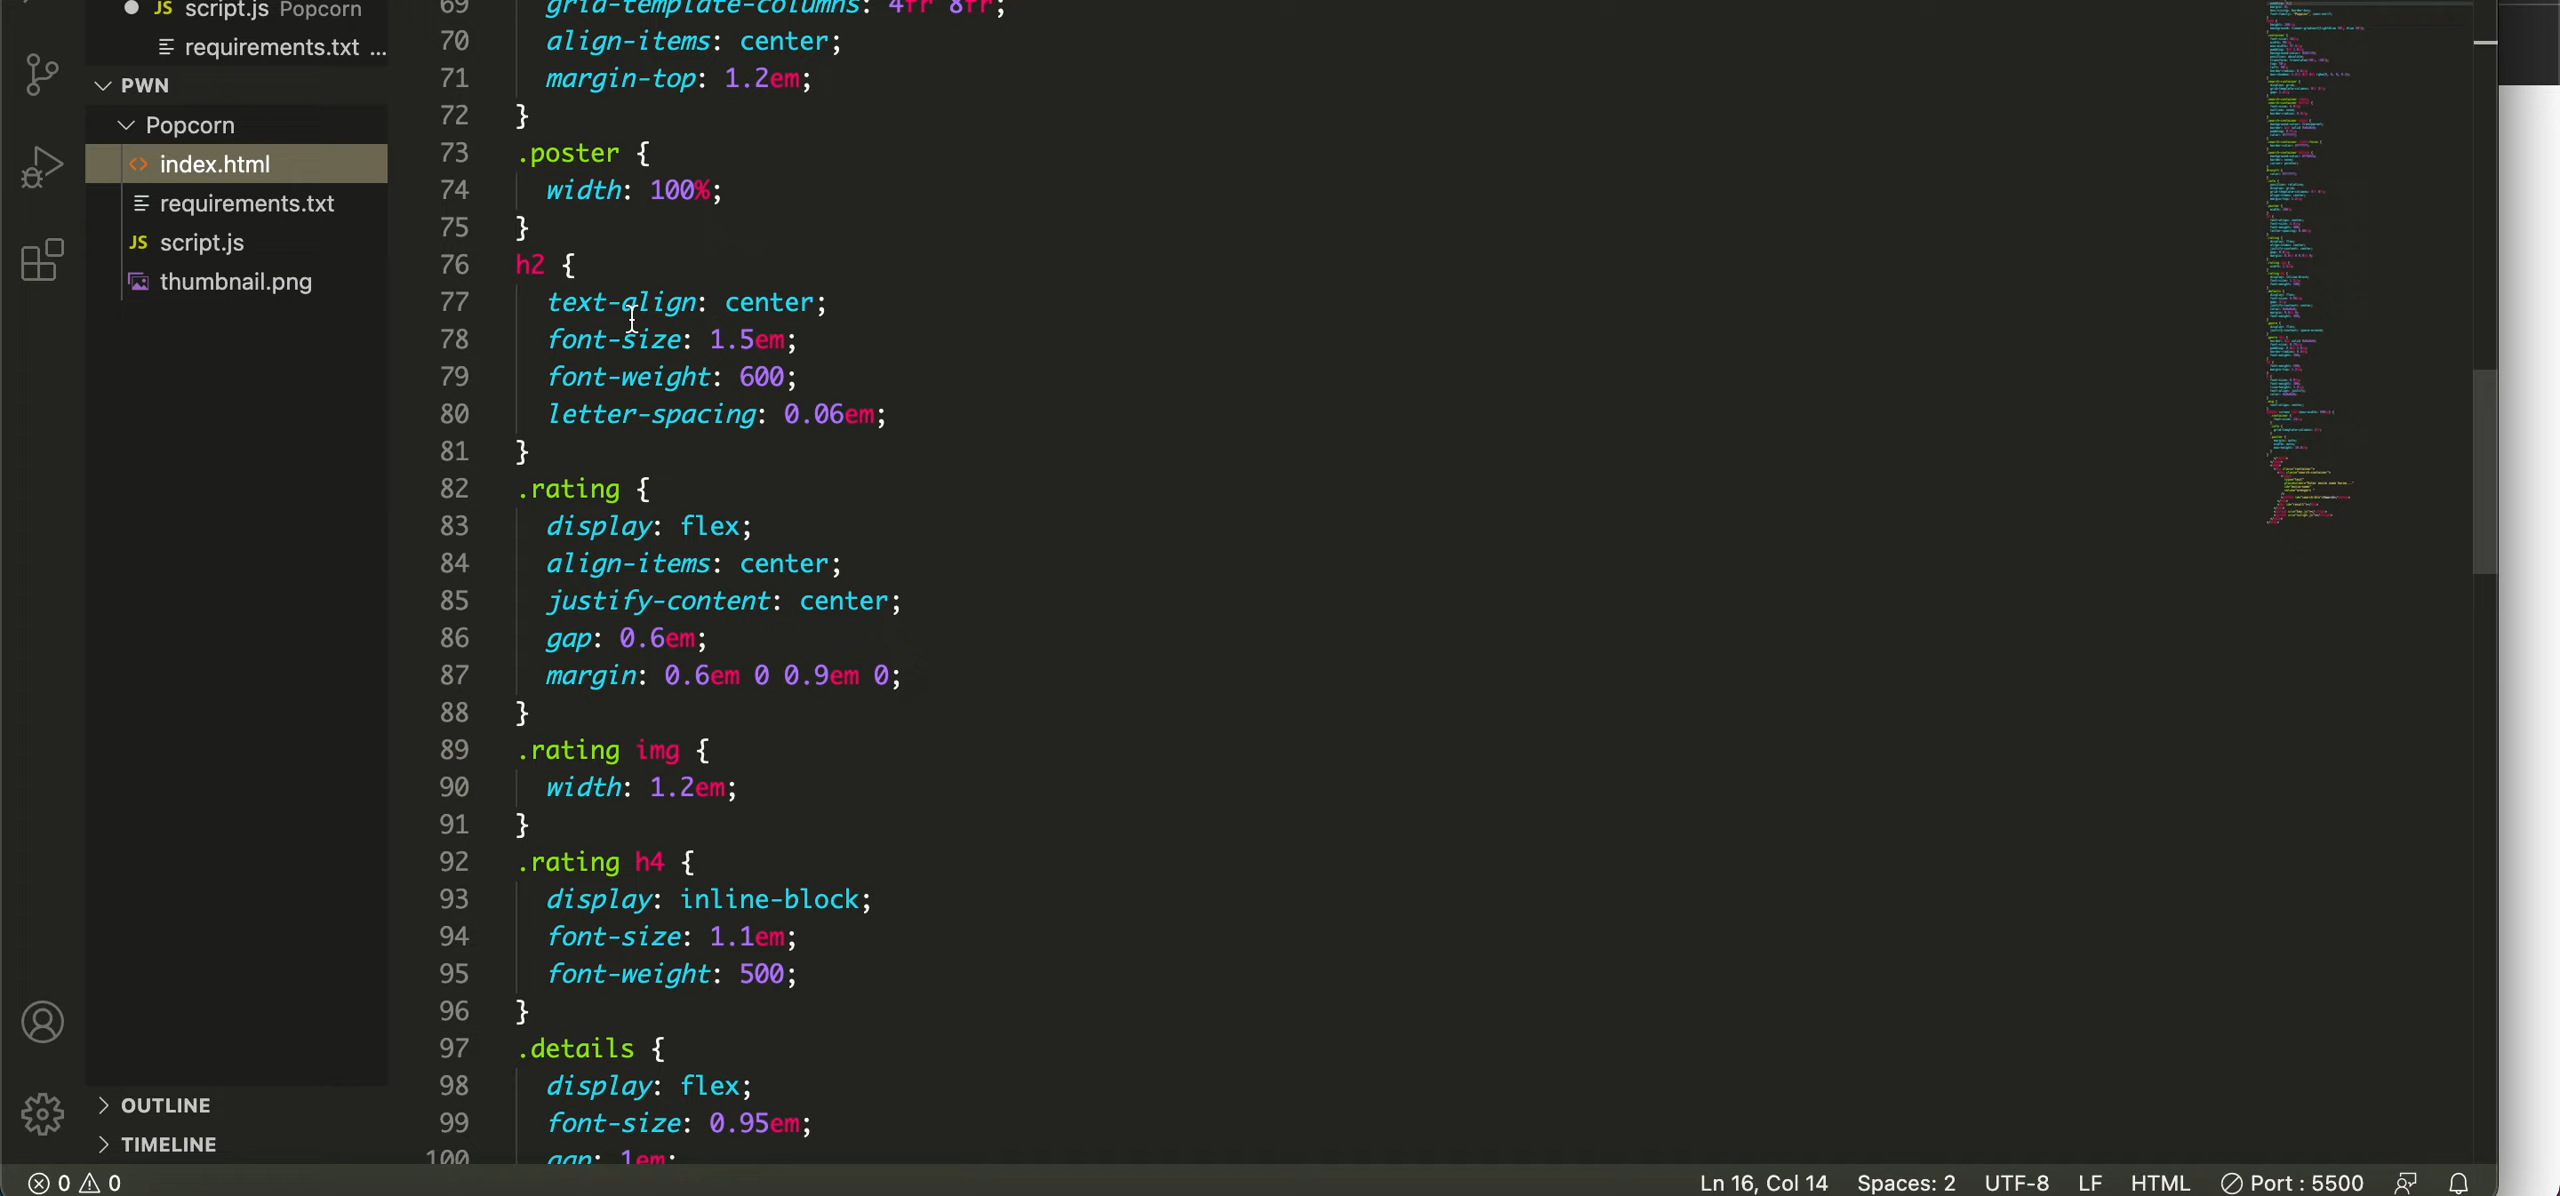 JS script.js Popcorn
requirements.txt ...
PWN
Popcorn
index.html
requirements.txt
JS script.js
thumbnail.png
OUTLINE
TIMELINE
69 grid-template-columns: 4fr 8fr;
70 align-items: center;
71 margin-top: 1.2em;
72 }
73 .poster {
74 width: 100%;
75 }
76 h2 {
77 text-align: center;
78 font-size: 1.5em;
79 font-weight: 600;
80 letter-spacing: 0.06em;
81 }
82 .rating {
83 display: flex;
84 align-items: center;
85 justify-content: center;
86 gap: 0.6em;
87 margin: 0.6em 0 0.9em 0;
88 }
89 .rating img {
90 width: 1.2em;
91 }
92 .rating h4 {
93 display: inline-block;
94 font-size: 1.1em;
95 font-weight: 500;
96 }
97 .details {
98 display: flex;
99 font-size: 0.95em;
100 gap: 1em;
0 0 Ln 16, Col 14 Spaces: 2 UTF-8 LF HTML Port : 5500